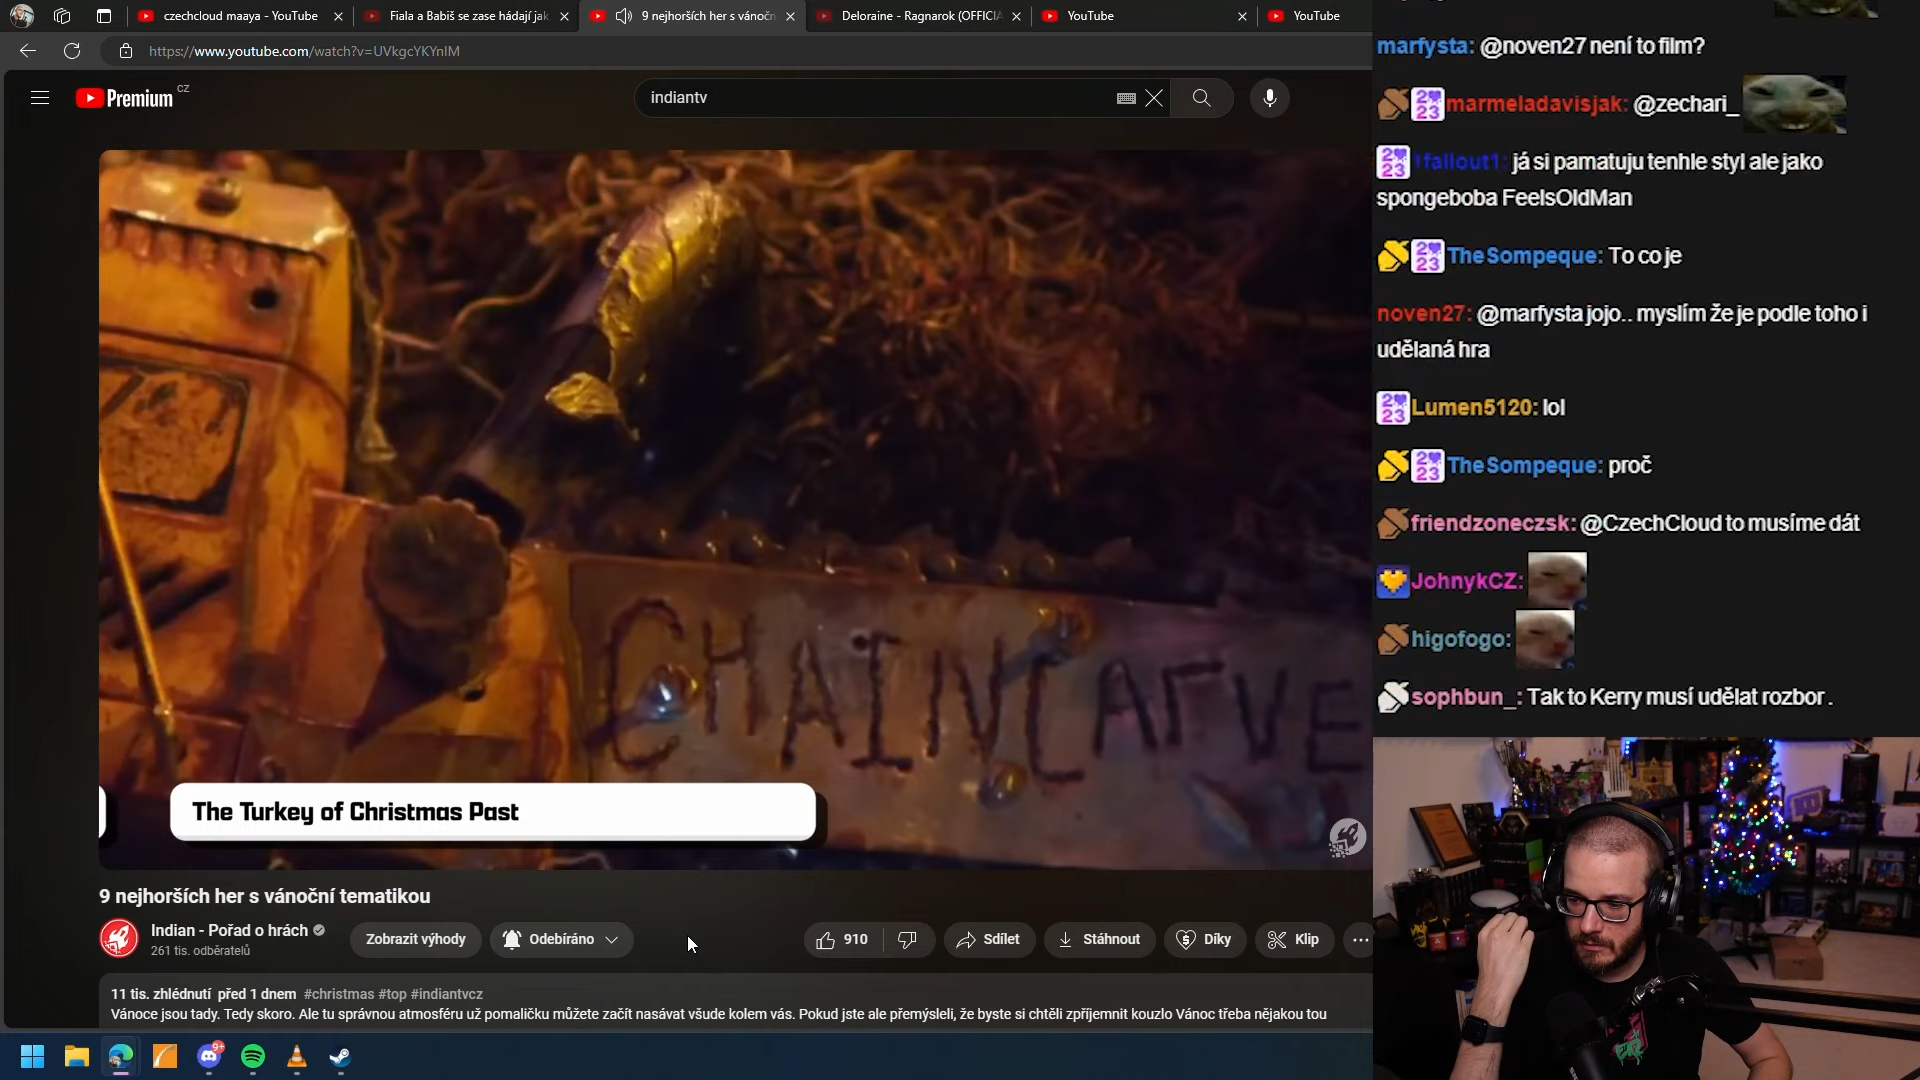 czechcloud maaya - YouTube
Fiala a Babiš se zase hádají jak
9 nejhorších her s vánočn
Deloraine - Ragnarok (OFFICIA
YouTube
YouTube
https://www.youtube.com/watch?v=UVkgcYKYnlM
Premium CZ
indiantv
CHAINCARVE
The Turkey of Christmas Past
9 nejhorších her s vánoční tematikou
Indian - Pořad o hrách
261 tis. odběratelů
Zobrazit výhody
Odebíráno
910
Sdílet
Stáhnout
Díky
Klip
11 tis. zhlédnutí před 1 dnem #christmas #top #indiantvcz
Vánoce jsou tady. Tedy skoro. Ale tu správnou atmosféru už pomaličku můžete začít nasávat všude kolem vás. Pokud jste ale přemýšleli, že byste si chtěli zpříjemnit kouzlo Vánoc třeba nějakou tou
9+
marfysta: @noven27 není to film?
2023 marmeladavisjak: @zechari_
2023 1fallout1: já si pamatuju tenhle styl ale jako
spongeboba FeelsOldMan
2023 TheSompeque: To co je
noven27: @marfysta jojo.. myslím že je podle toho i
udělaná hra
2023 Lumen5120: lol
2023 TheSompeque: proč
friendzoneczsk: @CzechCloud to musíme dát
JohnykCZ:
higofogo:
sophbun_: Tak to Kerry musí udělat rozbor .